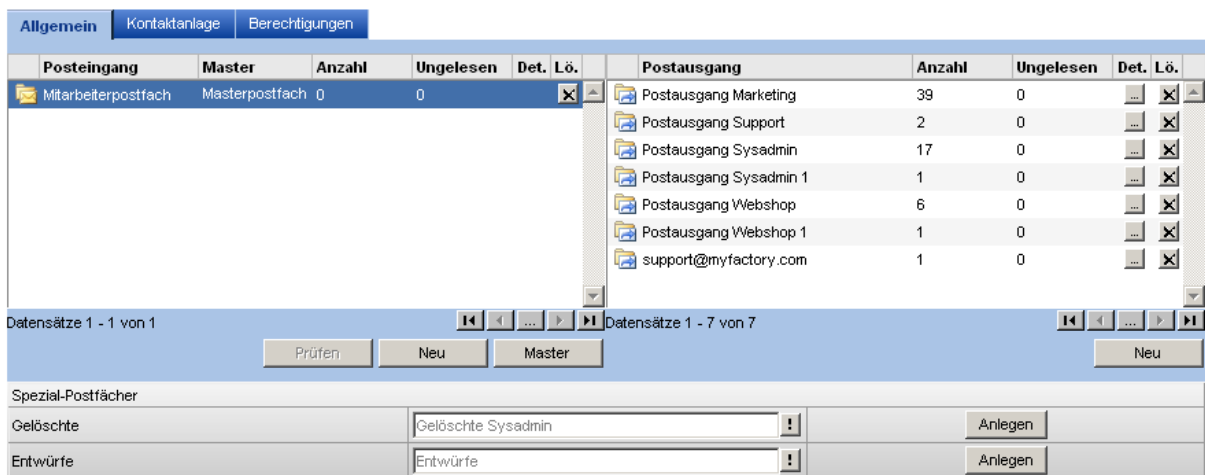 Allgemein Kontaktanlage Berechtigungen
Posteingang Master Anzahl Ungelesen Det. Lö.
Mitarbeiterpostfach Masterpostfach 0 0
Postausgang Anzahl Ungelesen Det. Lö.
Postausgang Marketing 39 0 ...
Postausgang Support 2 0 ...
Postausgang Sysadmin 17 0 ...
Postausgang Sysadmin 1 1 0 ...
Postausgang Webshop 6 0 ...
Postausgang Webshop 1 1 0 ...
support@myfactory.com 1 0 ...
Datensätze 1 - 1 von 1 ...
Datensätze 1 - 7 von 7 ...
Prüfen Neu Master
Neu
Spezial-Postfächer
Gelöschte Gelöschte Sysadmin ! Anlegen
Entwürfe Entwürfe ! Anlegen